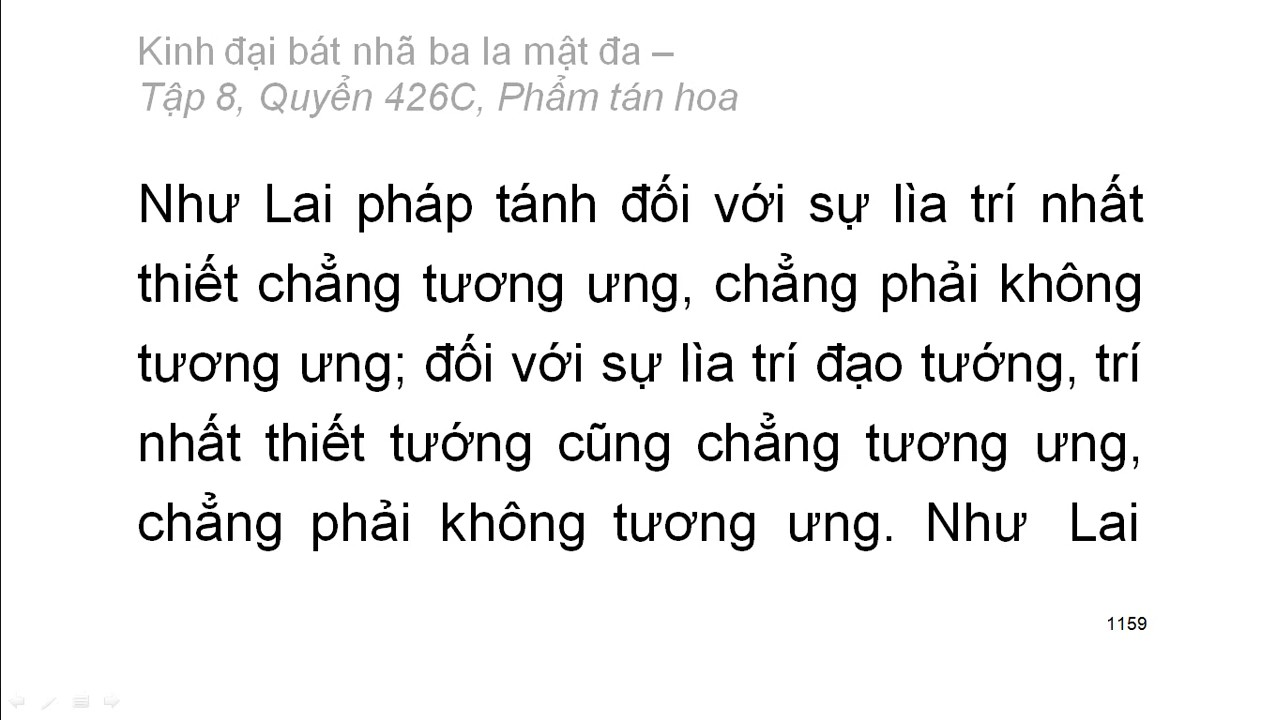 Kinh đại bát nhã ba la mật đa –
Tập 8, Quyển 426C, Phẩm tán hoa
Như Lai pháp tánh đối với sự lìa trí nhất
thiết chẳng tương ưng, chẳng phải không
tương ưng; đối với sự lìa trí đạo tướng, trí
nhất thiết tướng cũng chẳng tương ưng,
chẳng phải không tương ưng. Như Lai
1159